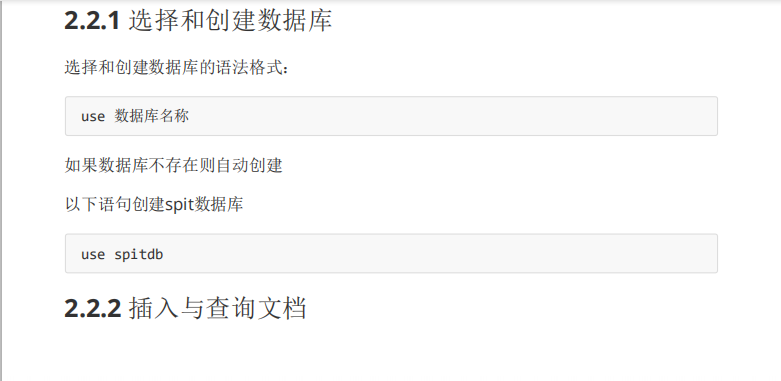 2.2.1 选择和创建数据库
选择和创建数据库的语法格式：
use 数据库名称
如果数据库不存在则自动创建
以下语句创建spit数据库
use spitdb
2.2.2 插入与查询文档